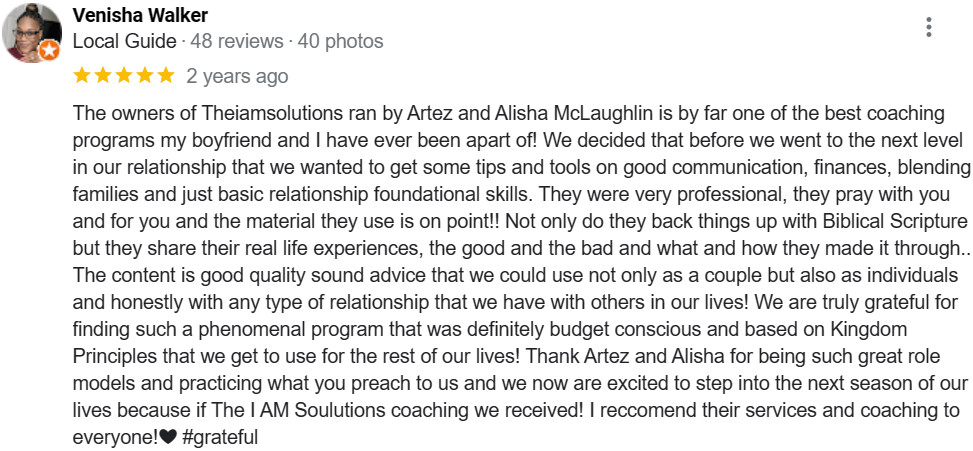 Venisha Walker
Local Guide · 48 reviews · 40 photos
2 years ago
The owners of Theiamsolutions ran by Artez and Alisha McLaughlin is by far one of the best coaching
programs my boyfriend and I have ever been apart of! We decided that before we went to the next level
in our relationship that we wanted to get some tips and tools on good communication, finances, blending
families and just basic relationship foundational skills. They were very professional, they pray with you
and for you and the material they use is on point!! Not only do they back things up with Biblical Scripture
but they share their real life experiences, the good and the bad and what and how they made it through..
The content is good quality sound advice that we could use not only as a couple but also as individuals
and honestly with any type of relationship that we have with others in our lives! We are truly grateful for
finding such a phenomenal program that was definitely budget conscious and based on Kingdom
Principles that we get to use for the rest of our lives! Thank Artez and Alisha for being such great role
models and practicing what you preach to us and we now are excited to step into the next season of our
lives because if The I AM Soulutions coaching we received! I reccomend their services and coaching to
everyone!🖤 #grateful